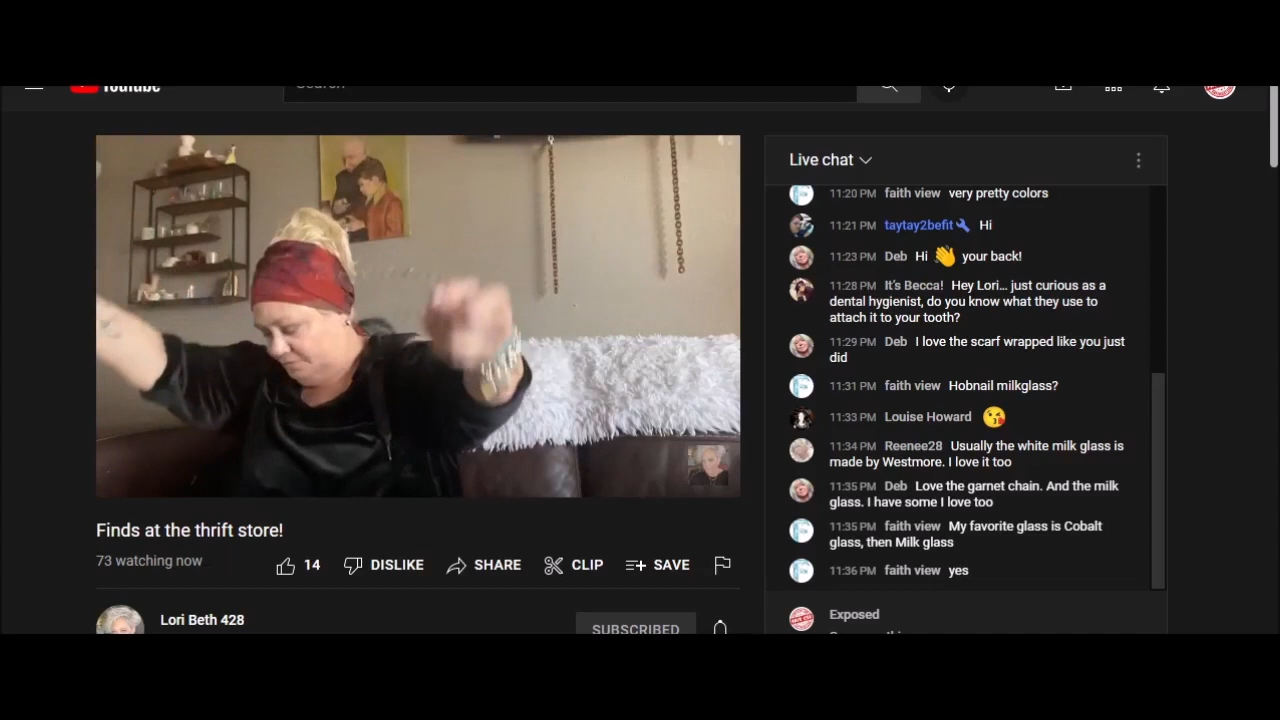 YouTube
Search
Live chat
11:20 PM faith view very pretty colors
11:21 PM taytay2befit Hi
11:23 PM Deb Hi 👋 your back!
11:28 PM It's Becca! Hey Lori... just curious as a
dental hygienist, do you know what they use to
attach it to your tooth?
11:29 PM Deb I love the scarf wrapped like you just
did
11:31 PM faith view Hobnail milkglass?
11:33 PM Louise Howard 😘
11:34 PM Reenee28 Usually the white milk glass is
made by Westmore. I love it too
11:35 PM Deb Love the garnet chain. And the milk
glass. I have some I love too
11:35 PM faith view My favorite glass is Cobalt
glass, then Milk glass
11:36 PM faith view yes
Exposed
Finds at the thrift store!
73 watching now
14 DISLIKE SHARE CLIP SAVE
Lori Beth 428
SUBSCRIBED